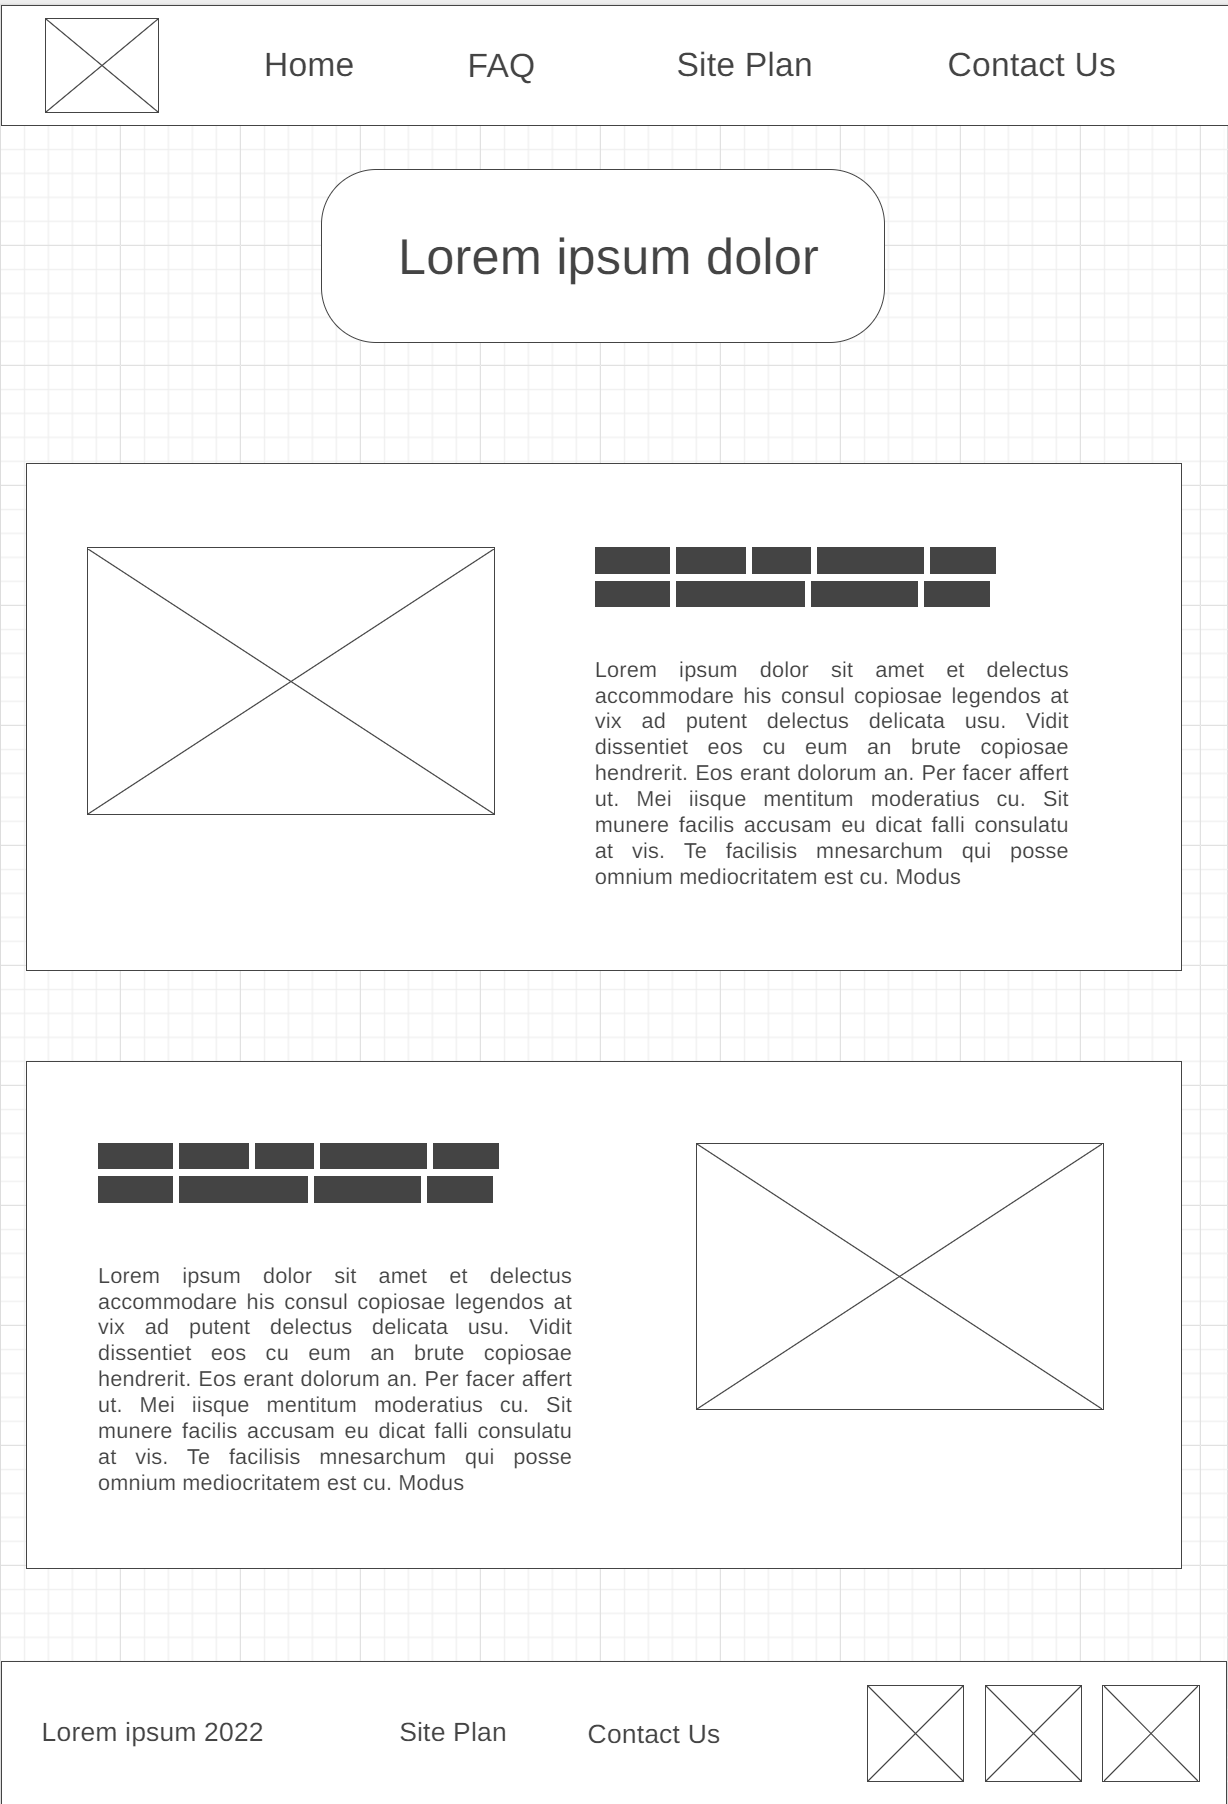 Home FAQ Site Plan Contact Us
Lorem ipsum dolor
Lorem ipsum dolor sit amet et delectus
accommodare his consul copiosae legendos at
vix ad putent delectus delicata usu. Vidit
dissentiet eos cu eum an brute copiosae
hendrerit. Eos erant dolorum an. Per facer affert
ut. Mei iisque mentitum moderatius cu. Sit
munere facilis accusam eu dicat falli consulatu
at vis. Te facilisis mnesarchum qui posse
omnium mediocritatem est cu. Modus
Lorem ipsum dolor sit amet et delectus
accommodare his consul copiosae legendos at
vix ad putent delectus delicata usu. Vidit
dissentiet eos cu eum an brute copiosae
hendrerit. Eos erant dolorum an. Per facer affert
ut. Mei iisque mentitum moderatius cu. Sit
munere facilis accusam eu dicat falli consulatu
at vis. Te facilisis mnesarchum qui posse
omnium mediocritatem est cu. Modus
Lorem ipsum 2022 Site Plan Contact Us